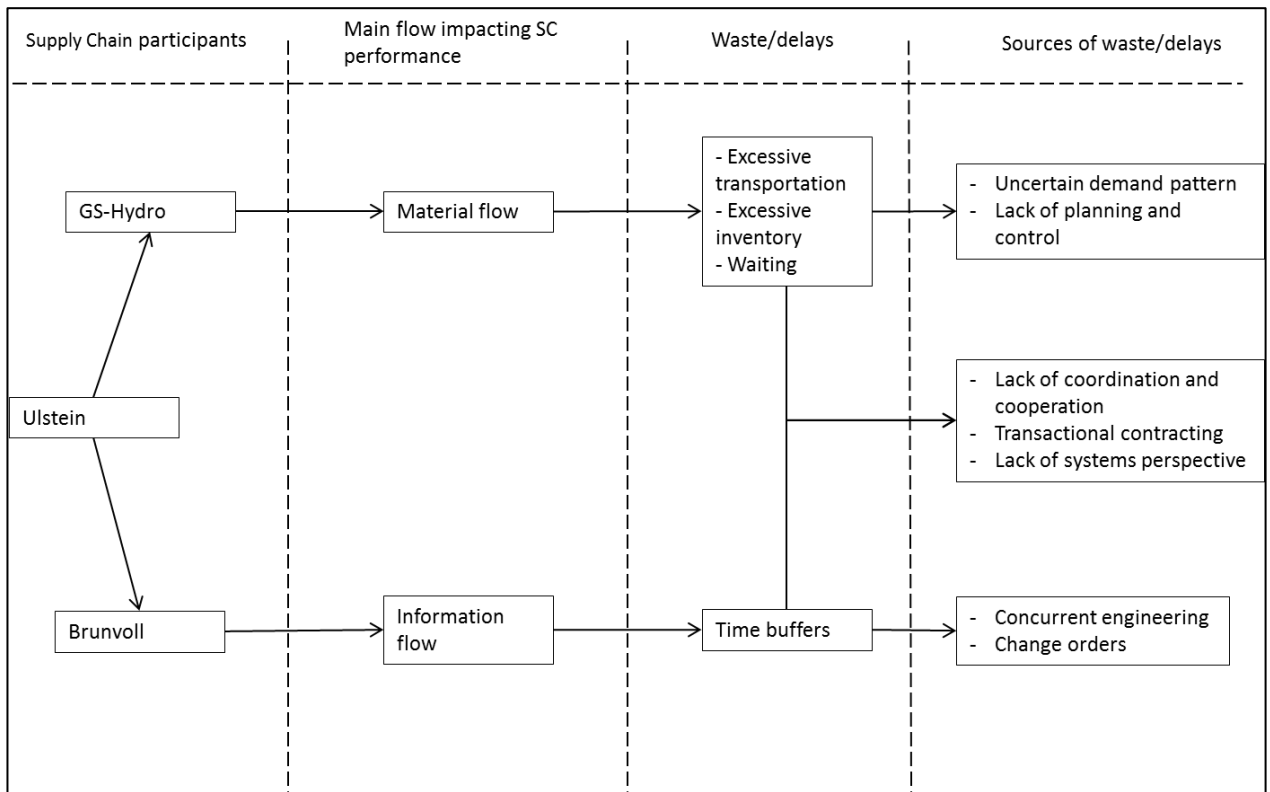 Supply Chain participants
Main flow impacting SC
performance
Waste/delays
Sources of waste/delays
GS-Hydro
Material flow
- Excessive
transportation
- Excessive
inventory
- Waiting
- Uncertain demand pattern
- Lack of planning and
control
Ulstein
- Lack of coordination and
cooperation
- Transactional contracting
- Lack of systems perspective
Brunvoll
Information
flow
Time buffers
- Concurrent engineering
- Change orders